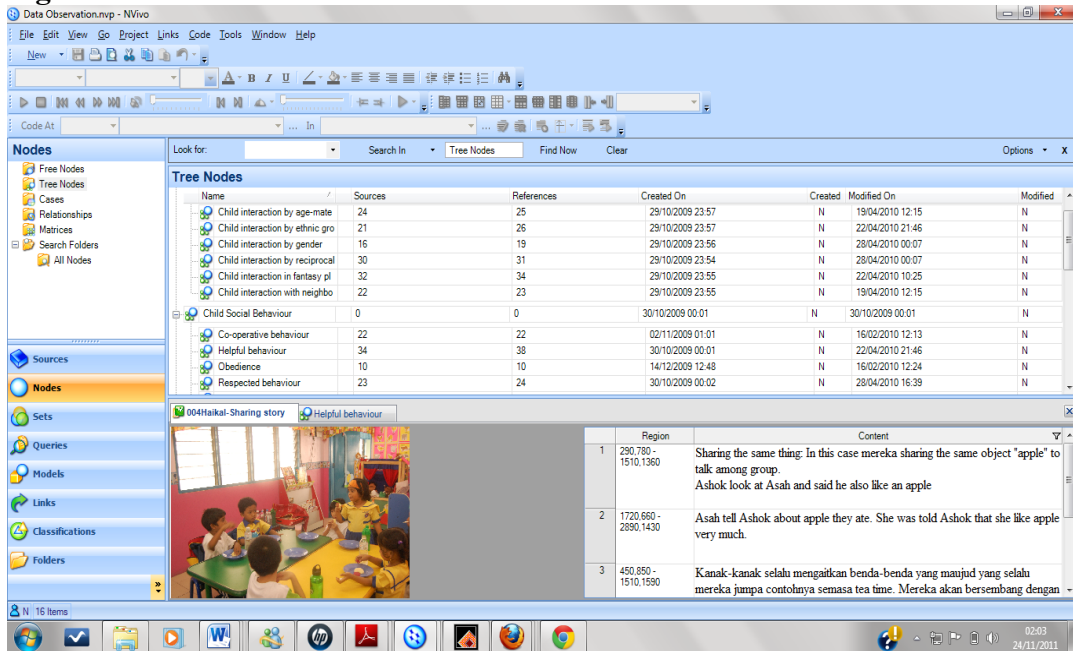 Data Observation.nvp - NVivo
File Edit View Go Project Links Code Tools Window Help
New
A B I U
Code At ... In ...
Nodes
Free Nodes
Tree Nodes
Cases
Relationships
Matrices
Search Folders
All Nodes
Sources
Nodes
Sets
Queries
Models
Links
Classifications
Folders
Look for: Search In Tree Nodes Find Now Clear Options x
Tree Nodes
Name Sources References Created On Created Modified On Modified
Child interaction by age-mate 24 25 29/10/2009 23:57 N 19/04/2010 12:15 N
Child interaction by ethnic gro 21 26 29/10/2009 23:57 N 22/04/2010 21:46 N
Child interaction by gender 16 19 29/10/2009 23:56 N 28/04/2010 00:07 N
Child interaction by reciprocal 30 31 29/10/2009 23:54 N 28/04/2010 00:07 N
Child interaction in fantasy pl 32 34 29/10/2009 23:55 N 22/04/2010 10:25 N
Child interaction with neighbo 22 23 29/10/2009 23:55 N 19/04/2010 12:15 N
Child Social Behaviour 0 0 30/10/2009 00:01 N 30/10/2009 00:01 N
Co-operative behaviour 22 22 02/11/2009 01:01 N 16/02/2010 12:13 N
Helpful behaviour 34 38 30/10/2009 00:01 N 22/04/2010 21:46 N
Obedience 10 10 14/12/2009 12:48 N 16/02/2010 12:24 N
Respected behaviour 23 24 30/10/2009 00:02 N 28/04/2010 16:39 N
004Haikal-Sharing story Helpful behaviour
Region Content
1 290,780 - 1510,1360
Sharing the same thing: In this case mereka sharing the same object "apple" to
talk among group.
Ashok look at Asah and said he also like an apple
2 1720,660 - 2890,1430
Asah tell Ashok about apple they ate. She was told Ashok that she like apple
very much.
3 450,850 - 1510,1590
Kanak-kanak selalu mengaitkan benda-benda yang maujud yang selalu
mereka jumpa contohnya semasa tea time. Mereka akan bersembang dengan
N 16 Items
02:03
24/11/2011